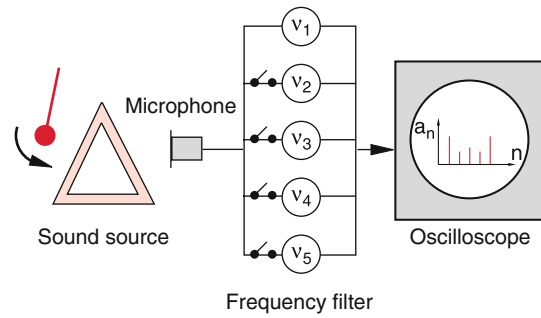 ν1
ν2
ν3
ν4
ν5
Microphone
an
n
Sound source
Oscilloscope
Frequency filter